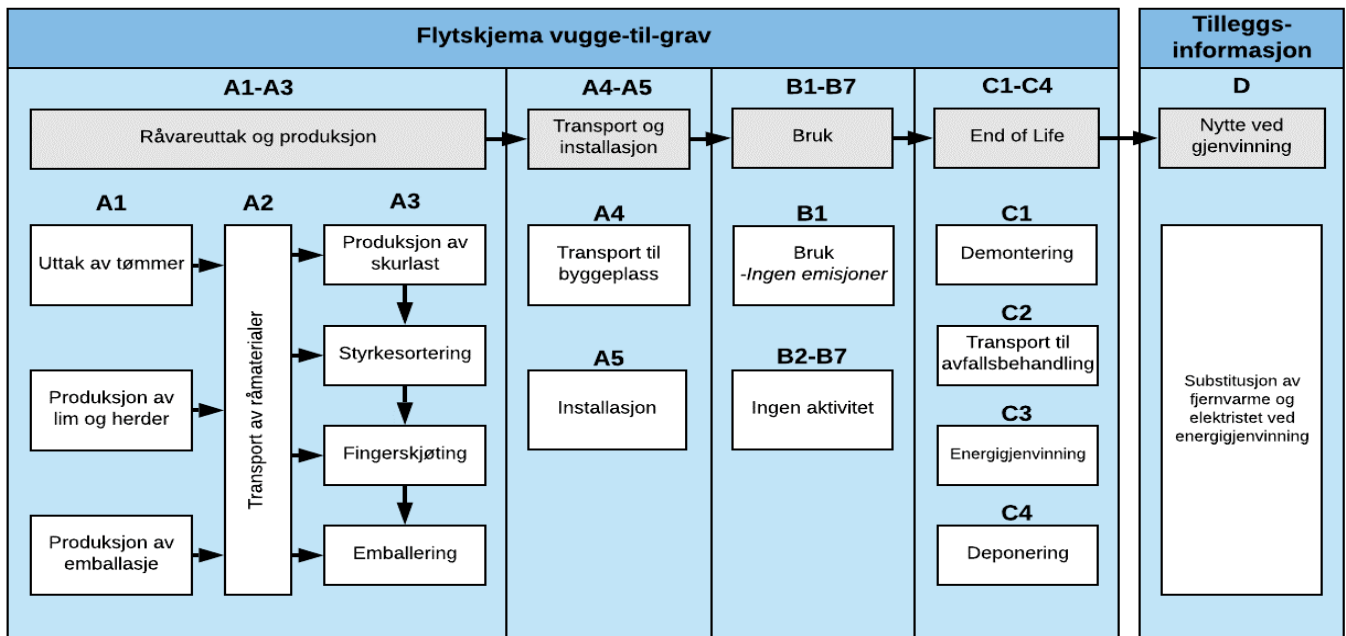 Flytskjema vugge-til-grav
Tilleggs-
informasjon
A1-A3
A4-A5
B1-B7
C1-C4
D
Råvareuttak og produksjon
Transport og
installasjon
Bruk
End of Life
Nytte ved
gjenvinning
A1
A2
A3
Uttak av tømmer
Produksjon av
lim og herder
Produksjon av
emballasje
Transport av råmaterialer
Produksjon av
skurlast
Styrkesortering
Fingerskjøting
Emballering
A4
Transport til
byggeplass
A5
Installasjon
B1
Bruk
-Ingen emisjoner
B2-B7
Ingen aktivitet
C1
Demontering
C2
Transport til
avfallsbehandling
C3
Energigjenvinning
C4
Deponering
Substitusjon av
fjernvarme og
elektristet ved
energigjenvinning